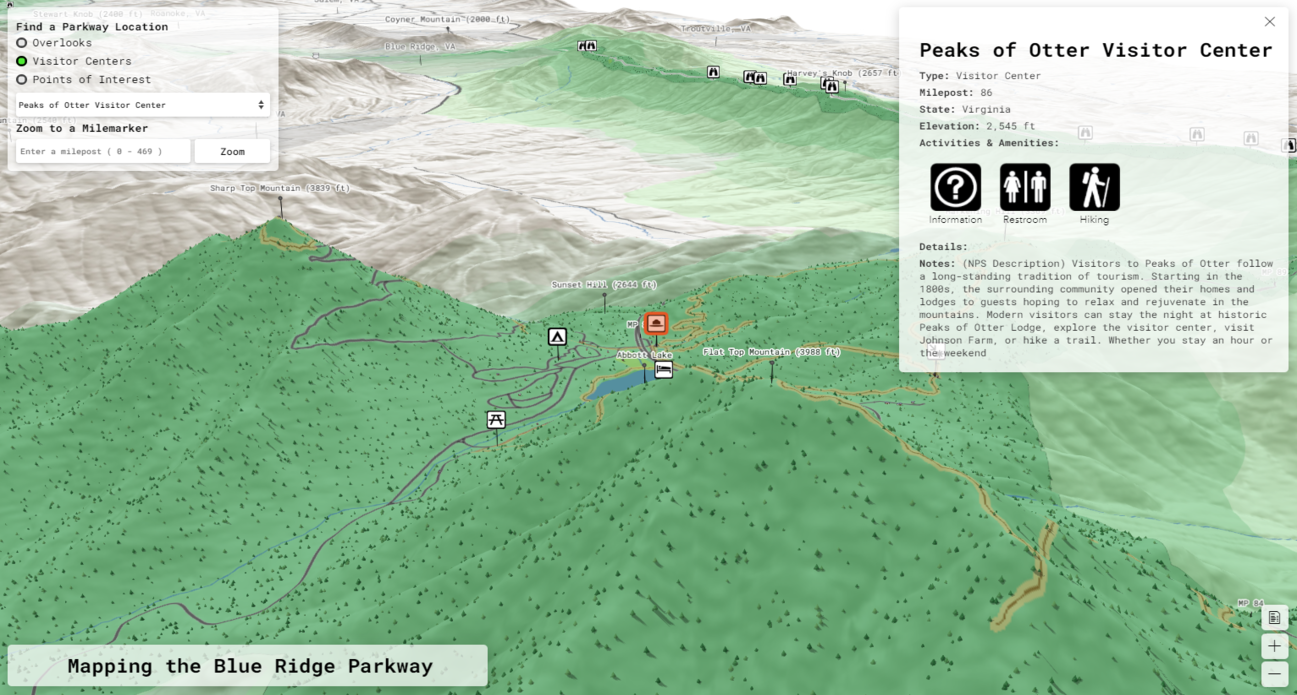 Stewart Knob (2400 ft)
Roanoke, VA
Salem, VA
Find a Parkway Location
Overlooks
Visitor Centers
Points of Interest
Peaks of Otter Visitor Center
Zoom to a Milemarker
Enter a milepost ( 0 - 469 )
Zoom
Coyner Mountain (2000 ft)
Blue Ridge, VA
Troutville, VA
Harvey's Knob (2657 ft
Sharp Top Mountain (3839 ft)
Sunset Hill (2644 ft)
MP
Abbott Lake
Flat Top Mountain (3988 ft)
MP 84
Peaks of Otter Visitor Center
Type: Visitor Center
Milepost: 86
State: Virginia
Elevation: 2,545 ft
Activities & Amenities:
Information
Restroom
Hiking
Details:
Notes: (NPS Description) Visitors to Peaks of Otter follow
a long-standing tradition of tourism. Starting in the
1800s, the surrounding community opened their homes and
lodges to guests hoping to relax and rejuvenate in the
mountains. Modern visitors can stay the night at historic
Peaks of Otter Lodge, explore the visitor center, visit
Johnson Farm, or hike a trail. Whether you stay an hour or
the weekend
Mapping the Blue Ridge Parkway